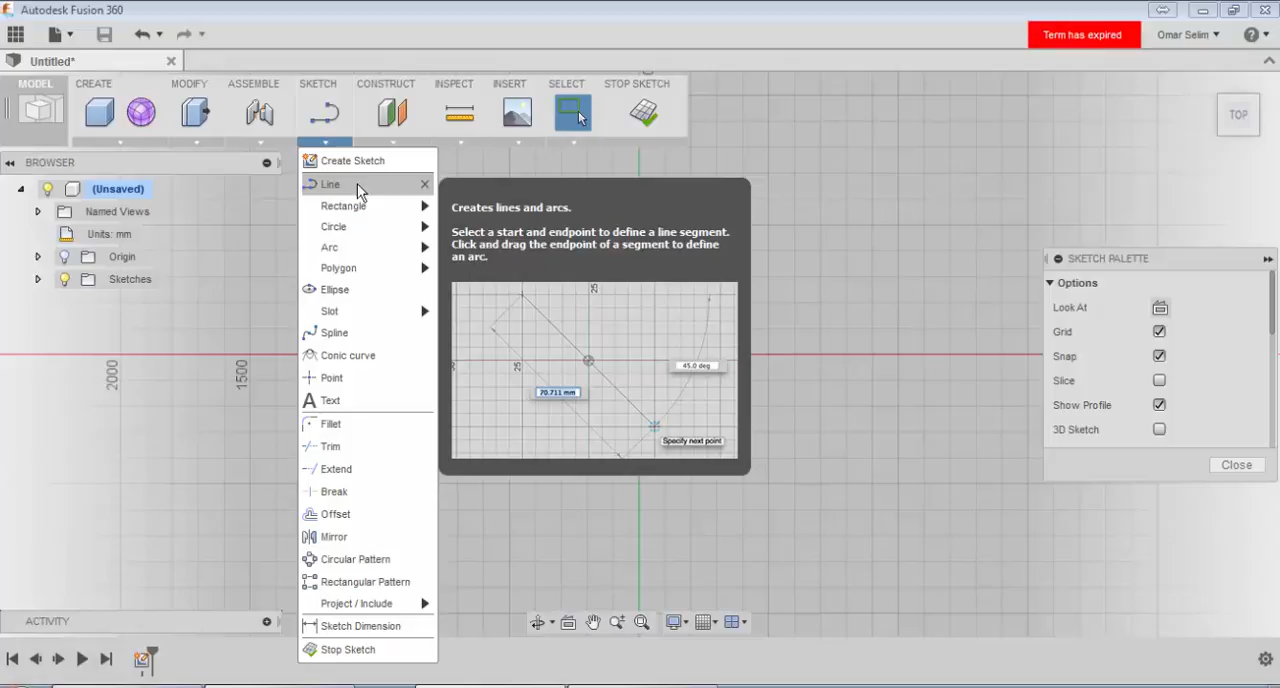 Autodesk Fusion 360
Term has expired
Omar Selim
Untitled*
MODEL
CREATE
MODIFY
ASSEMBLE
SKETCH
CONSTRUCT
INSPECT
INSERT
SELECT
STOP SKETCH
TOP
BROWSER
(Unsaved)
Named Views
Units: mm
Origin
Sketches
Create Sketch
Line
Rectangle
Circle
Arc
Polygon
Ellipse
Slot
Spline
Conic curve
Point
Text
Fillet
Trim
Extend
Break
Offset
Mirror
Circular Pattern
Rectangular Pattern
Project / Include
Sketch Dimension
Stop Sketch
Creates lines and arcs.
Select a start and endpoint to define a line segment.
Click and drag the endpoint of a segment to define
an arc.
25
25
45.0 deg
70.711 mm
Specify next point
2000
1500
SKETCH PALETTE
Options
Look At
Grid
Snap
Slice
Show Profile
3D Sketch
Close
ACTIVITY